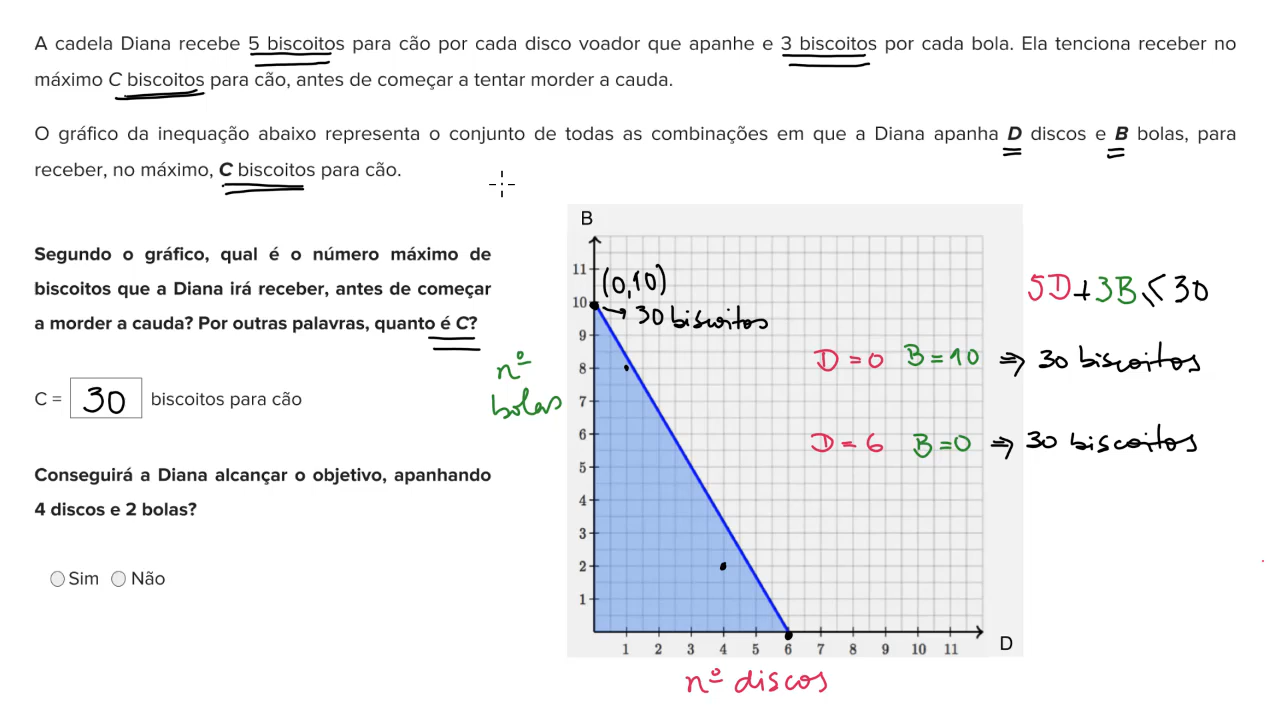 A cadela Diana recebe 5 biscoitos para cão por cada disco voador que apanhe e 3 biscoitos por cada bola. Ela tenciona receber no
máximo C biscoitos para cão, antes de começar a tentar morder a cauda.
O gráfico da inequação abaixo representa o conjunto de todas as combinações em que a Diana apanha D discos e B bolas, para
receber, no máximo, C biscoitos para cão.
Segundo o gráfico, qual é o número máximo de
biscoitos que a Diana irá receber, antes de começar
a morder a cauda? Por outras palavras, quanto é C?
C = 30 biscoitos para cão
Conseguirá a Diana alcançar o objetivo, apanhando
4 discos e 2 bolas?
Sim Não
B
11
10
9
8
7
6
5
4
3
2
1
1 2 3 4 5 6 7 8 9 10 11
D
(0,10)
→ 30 biscoitos
nº
bolas
nº discos
5D+3B⩽30
D=0 B=10 ⇒ 30 biscoitos
D=6 B=0 ⇒ 30 biscoitos